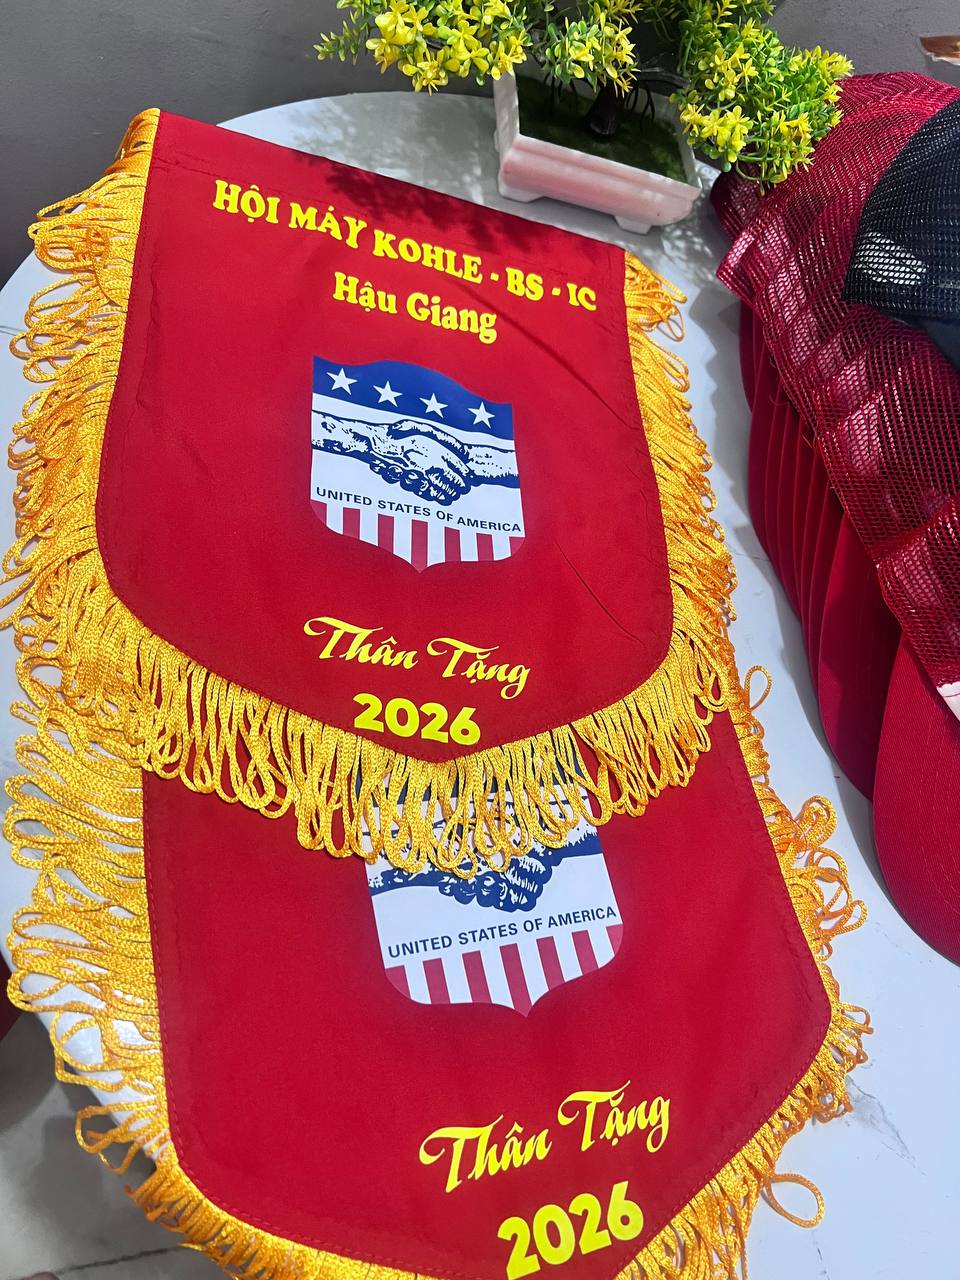 HỘI MÁY KOHLE - BS - IC
Hậu Giang
UNITED STATES OF AMERICA
Thân Tặng
2026
UNITED STATES OF AMERICA
Thân Tặng
2026